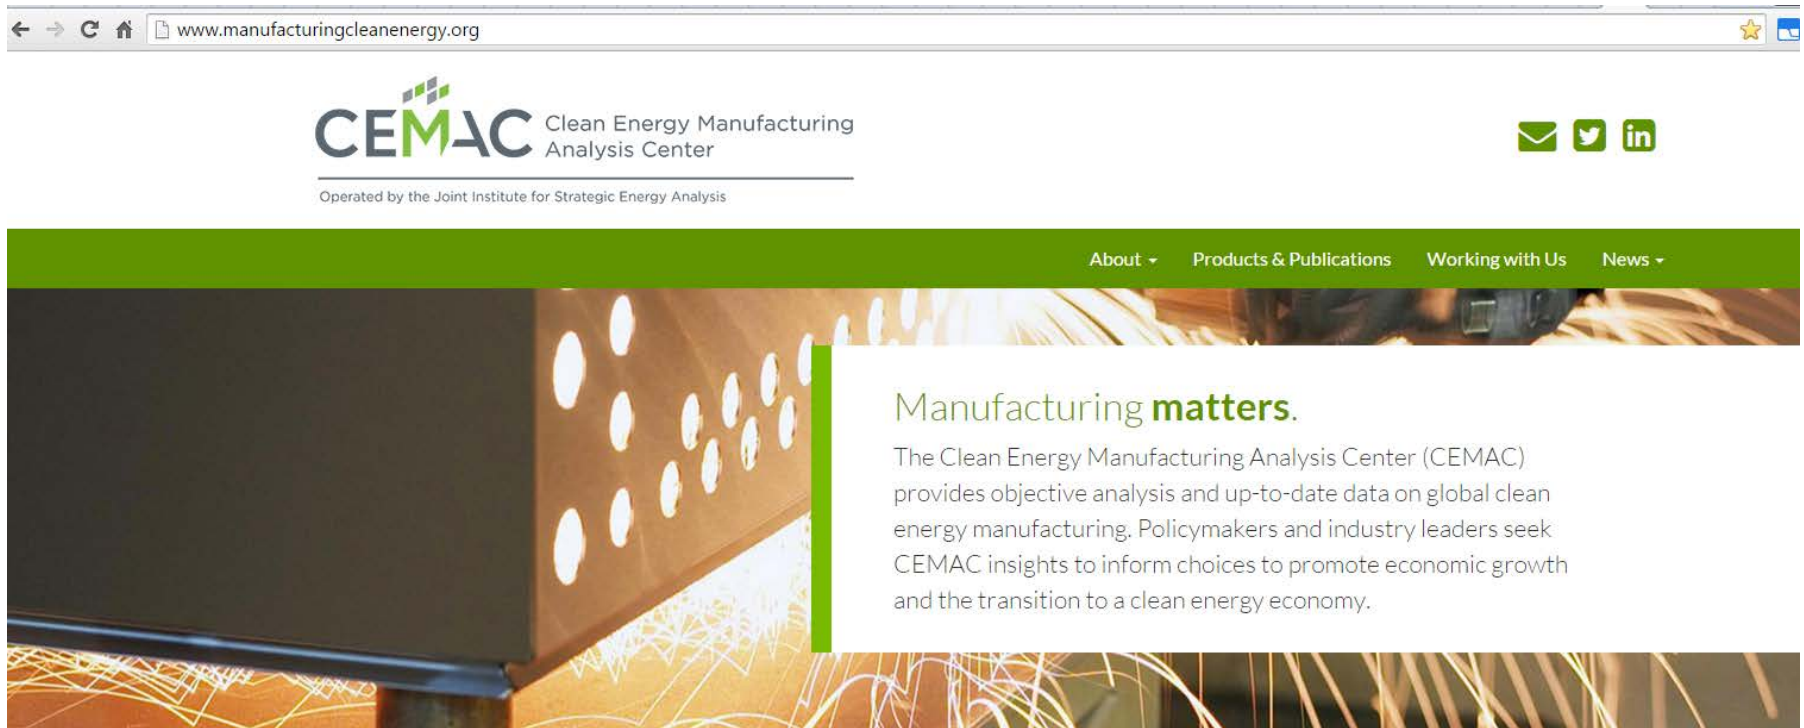 www.manufacturingcleanenergy.org
CEMAC Clean Energy Manufacturing
Analysis Center
Operated by the Joint Institute for Strategic Energy Analysis
About Products & Publications Working with Us News
Manufacturing matters.
The Clean Energy Manufacturing Analysis Center (CEMAC)
provides objective analysis and up-to-date data on global clean
energy manufacturing. Policymakers and industry leaders seek
CEMAC insights to inform choices to promote economic growth
and the transition to a clean energy economy.